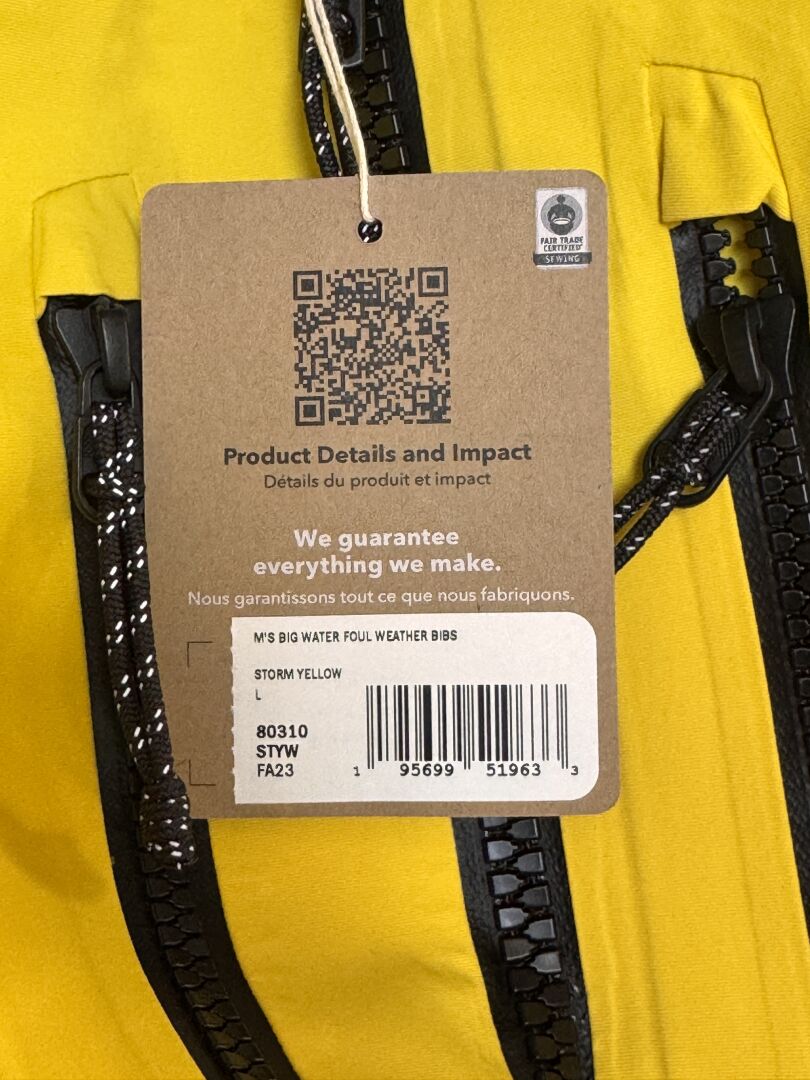 FAIR TRADE
CERTIFIED
SEWING
Product Details and Impact
Détails du produit et impact
We guarantee
everything we make.
Nous garantissons tout ce que nous fabriquons.
M'S BIG WATER FOUL WEATHER BIBS
STORM YELLOW
L
80310
STYW
FA23
1 95699 51963 3